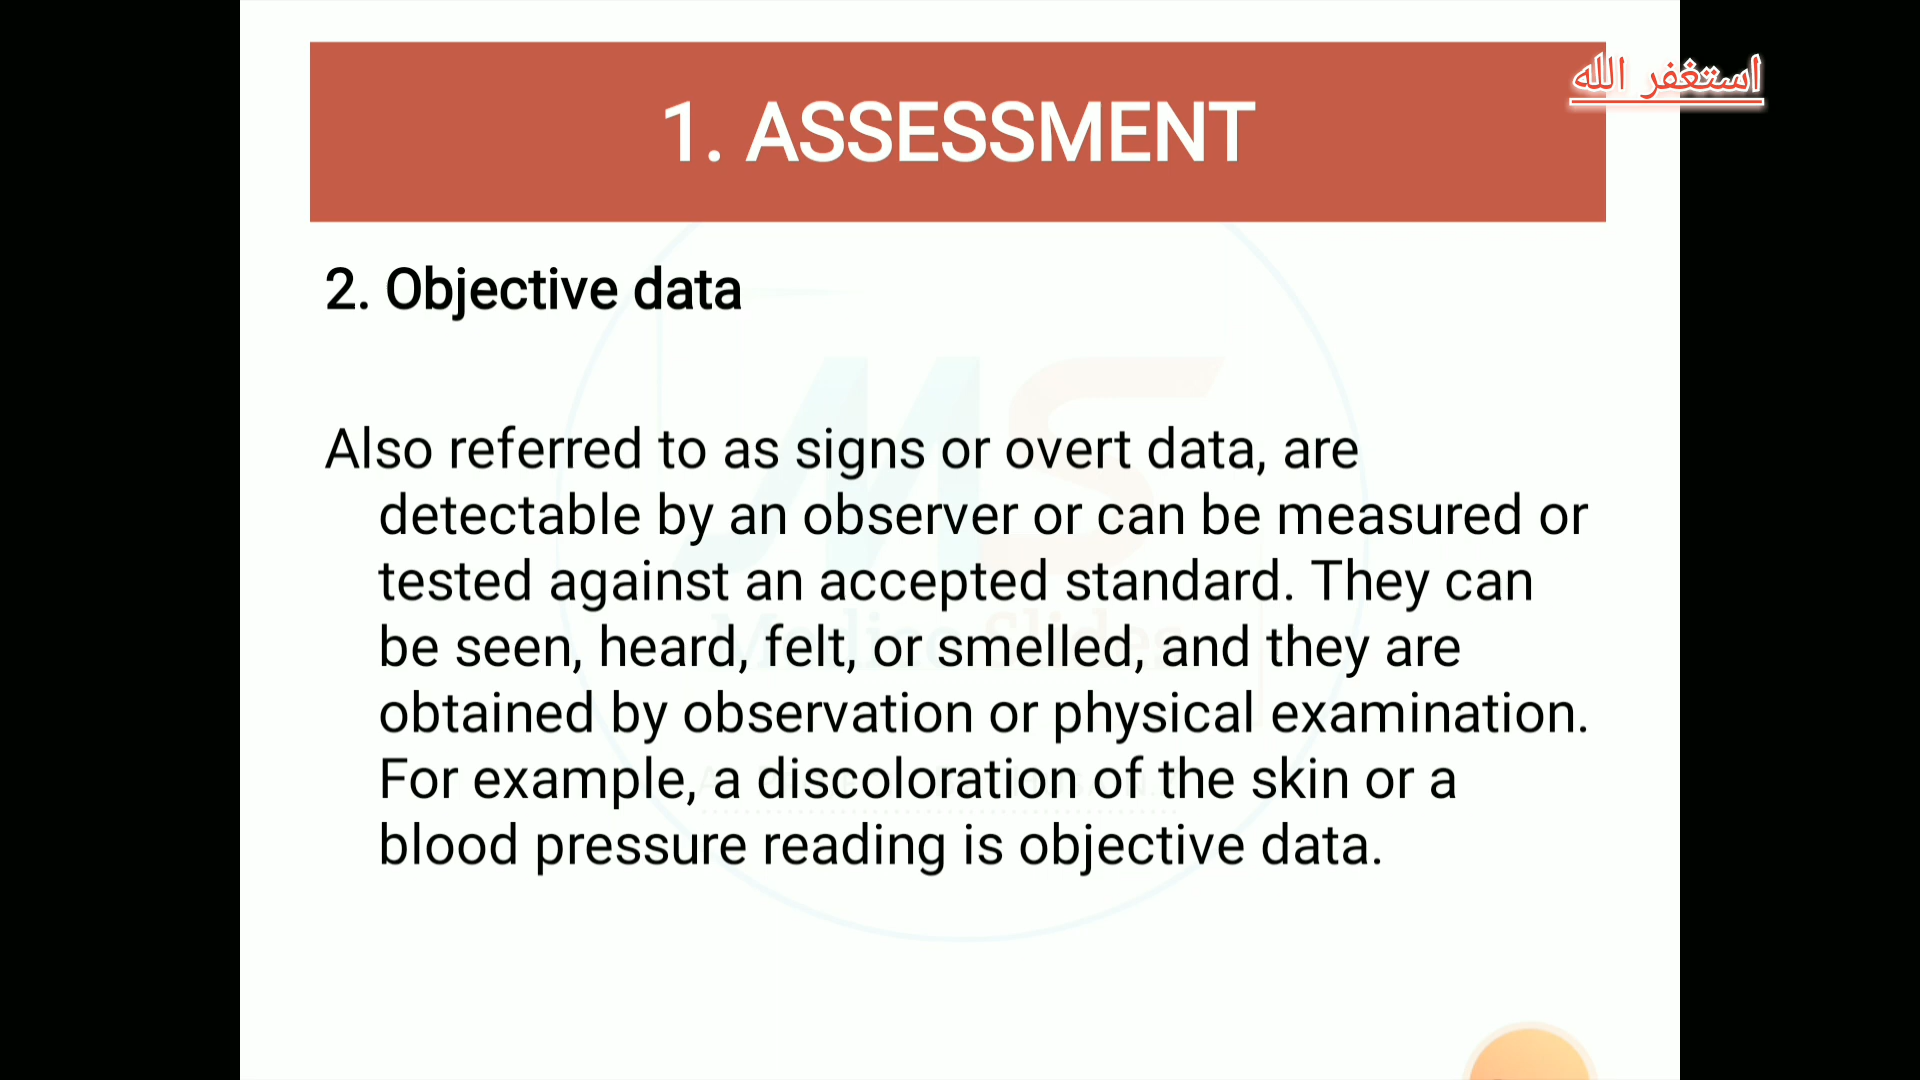 استغفر الله
1. ASSESSMENT
2. Objective data
Also referred to as signs or overt data, are
detectable by an observer or can be measured or
tested against an accepted standard. They can
be seen, heard, felt, or smelled, and they are
obtained by observation or physical examination.
For example, a discoloration of the skin or a
blood pressure reading is objective data.
MS
Slides